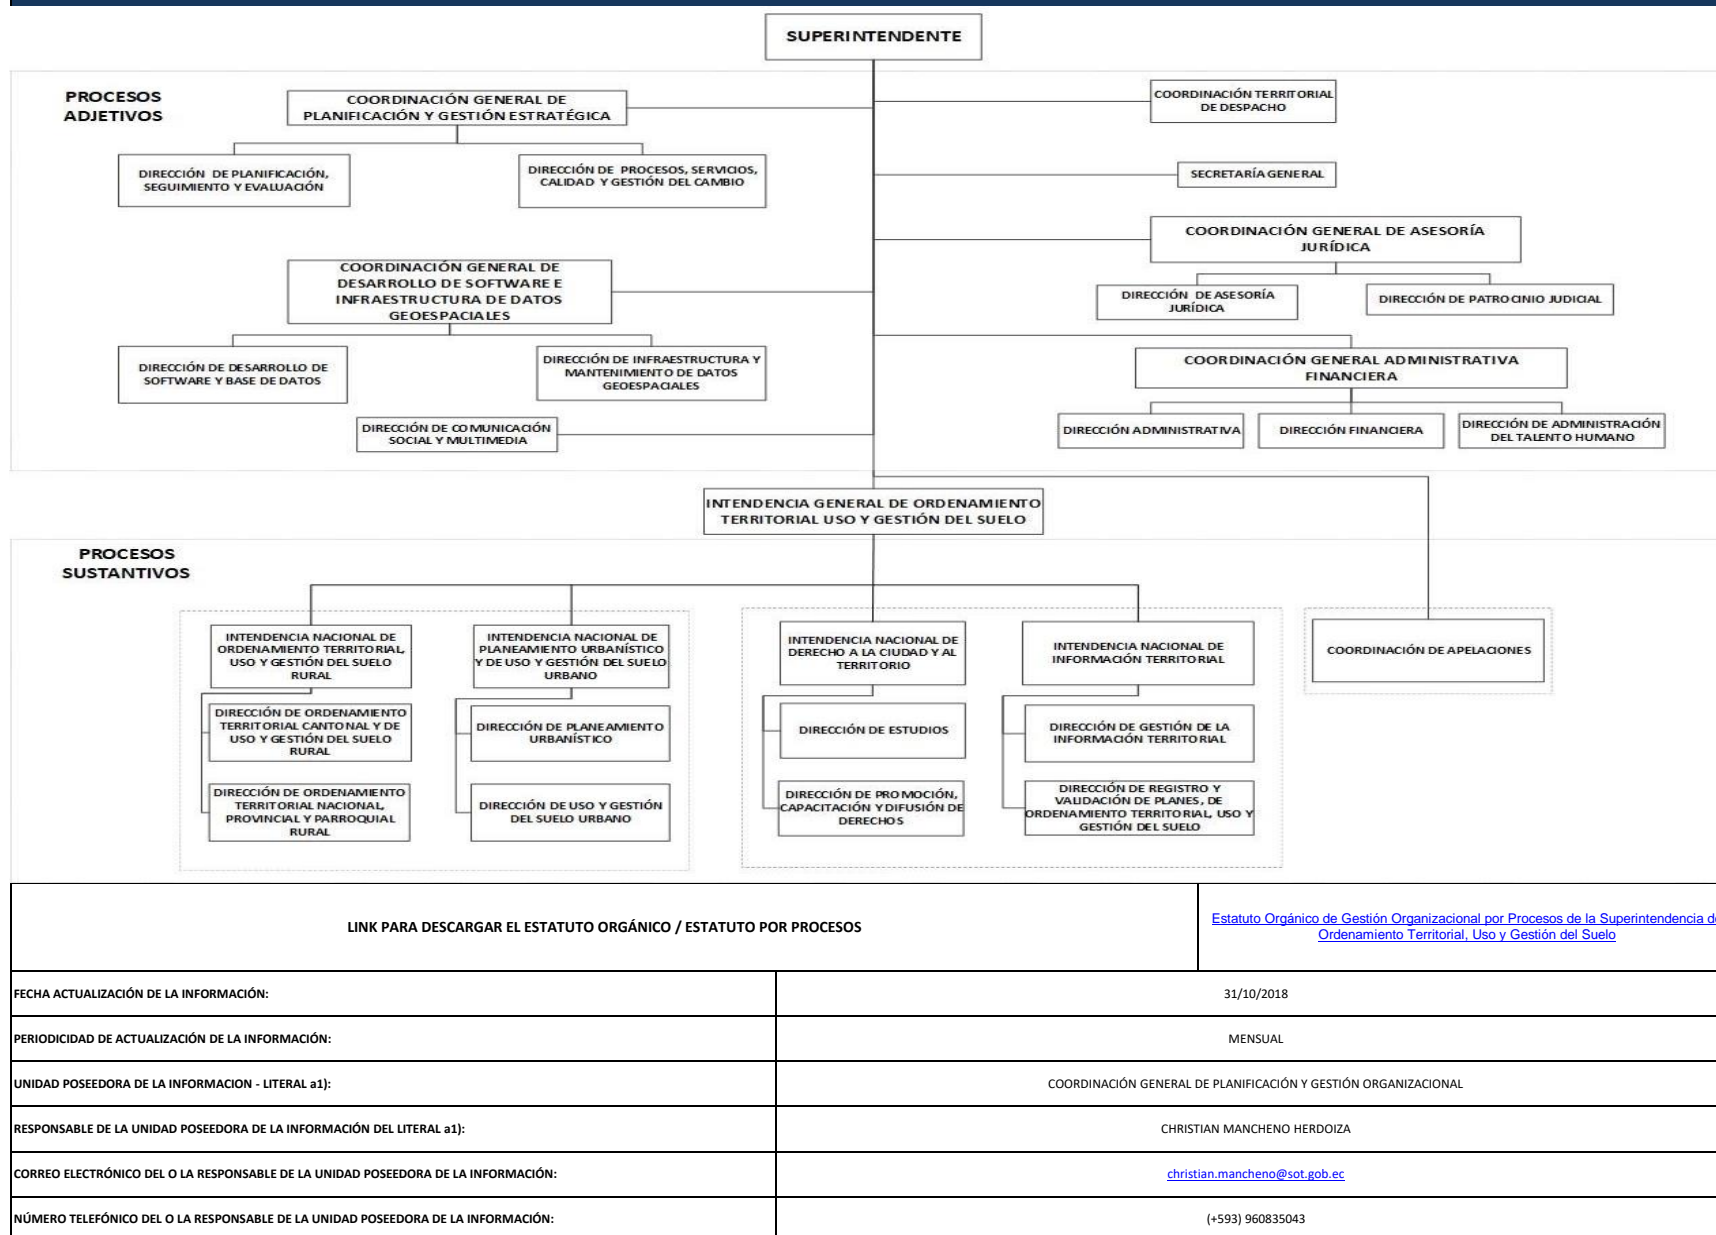 SUPERINTENDENTE
PROCESOS
ADJETIVOS
COORDINACIÓN GENERAL DE
PLANIFICACIÓN Y GESTIÓN ESTRATÉGICA
COORDINACIÓN TERRITORIAL
DE DESPACHO
DIRECCIÓN DE PLANIFICACIÓN,
SEGUIMIENTO Y EVALUACIÓN
DIRECCIÓN DE PROCESOS, SERVICIOS,
CALIDAD Y GESTIÓN DEL CAMBIO
SECRETARÍA GENERAL
COORDINACIÓN GENERAL DE ASESORÍA
JURÍDICA
COORDINACIÓN GENERAL DE
DESARROLLO DE SOFTWARE E
INFRAESTRUCTURA DE DATOS
GEOESPACIALES
DIRECCIÓN DE ASESORÍA
JURÍDICA
DIRECCIÓN DE PATROCINIO JUDICIAL
DIRECCIÓN DE DESARROLLO DE
SOFTWARE Y BASE DE DATOS
DIRECCIÓN DE INFRAESTRUCTURA Y
MANTENIMIENTO DE DATOS
GEOESPACIALES
COORDINACIÓN GENERAL ADMINISTRATIVA
FINANCIERA
DIRECCIÓN DE COMUNICACIÓN
SOCIAL Y MULTIMEDIA
DIRECCIÓN ADMINISTRATIVA
DIRECCIÓN FINANCIERA
DIRECCIÓN DE ADMINISTRACIÓN
DEL TALENTO HUMANO
INTENDENCIA GENERAL DE ORDENAMIENTO
TERRITORIAL USO Y GESTIÓN DEL SUELO
PROCESOS
SUSTANTIVOS
INTENDENCIA NACIONAL DE
ORDENAMIENTO TERRITORIAL,
USO Y GESTIÓN DEL SUELO
RURAL
INTENDENCIA NACIONAL DE
PLANEAMIENTO URBANÍSTICO
Y DE USO Y GESTIÓN DEL SUELO
URBANO
INTENDENCIA NACIONAL DE
DERECHO A LA CIUDAD Y AL
TERRITORIO
INTENDENCIA NACIONAL DE
INFORMACIÓN TERRITORIAL
COORDINACIÓN DE APELACIONES
DIRECCIÓN DE ORDENAMIENTO
TERRITORIAL CANTONAL Y DE
USO Y GESTIÓN DEL SUELO
RURAL
DIRECCIÓN DE PLANEAMIENTO
URBANÍSTICO
DIRECCIÓN DE ESTUDIOS
DIRECCIÓN DE GESTIÓN DE LA
INFORMACIÓN TERRITORIAL
DIRECCIÓN DE ORDENAMIENTO
TERRITORIAL NACIONAL,
PROVINCIAL Y PARROQUIAL
RURAL
DIRECCIÓN DE USO Y GESTIÓN
DEL SUELO URBANO
DIRECCIÓN DE PROMOCIÓN,
CAPACITACIÓN Y DIFUSIÓN DE
DERECHOS
DIRECCIÓN DE REGISTRO Y
VALIDACIÓN DE PLANES, DE
ORDENAMIENTO TERRITORIAL, USO Y
GESTIÓN DEL SUELO
LINK PARA DESCARGAR EL ESTATUTO ORGÁNICO / ESTATUTO POR PROCESOS
Estatuto Orgánico de Gestión Organizacional por Procesos de la Superintendencia de
Ordenamiento Territorial, Uso y Gestión del Suelo
FECHA ACTUALIZACIÓN DE LA INFORMACIÓN:
31/10/2018
PERIODICIDAD DE ACTUALIZACIÓN DE LA INFORMACIÓN:
MENSUAL
UNIDAD POSEEDORA DE LA INFORMACION - LITERAL a1):
COORDINACIÓN GENERAL DE PLANIFICACIÓN Y GESTIÓN ORGANIZACIONAL
RESPONSABLE DE LA UNIDAD POSEEDORA DE LA INFORMACIÓN DEL LITERAL a1):
CHRISTIAN MANCHENO HERDOIZA
CORREO ELECTRÓNICO DEL O LA RESPONSABLE DE LA UNIDAD POSEEDORA DE LA INFORMACIÓN:
christian.mancheno@sot.gob.ec
NÚMERO TELEFÓNICO DEL O LA RESPONSABLE DE LA UNIDAD POSEEDORA DE LA INFORMACIÓN:
(+593) 960835043